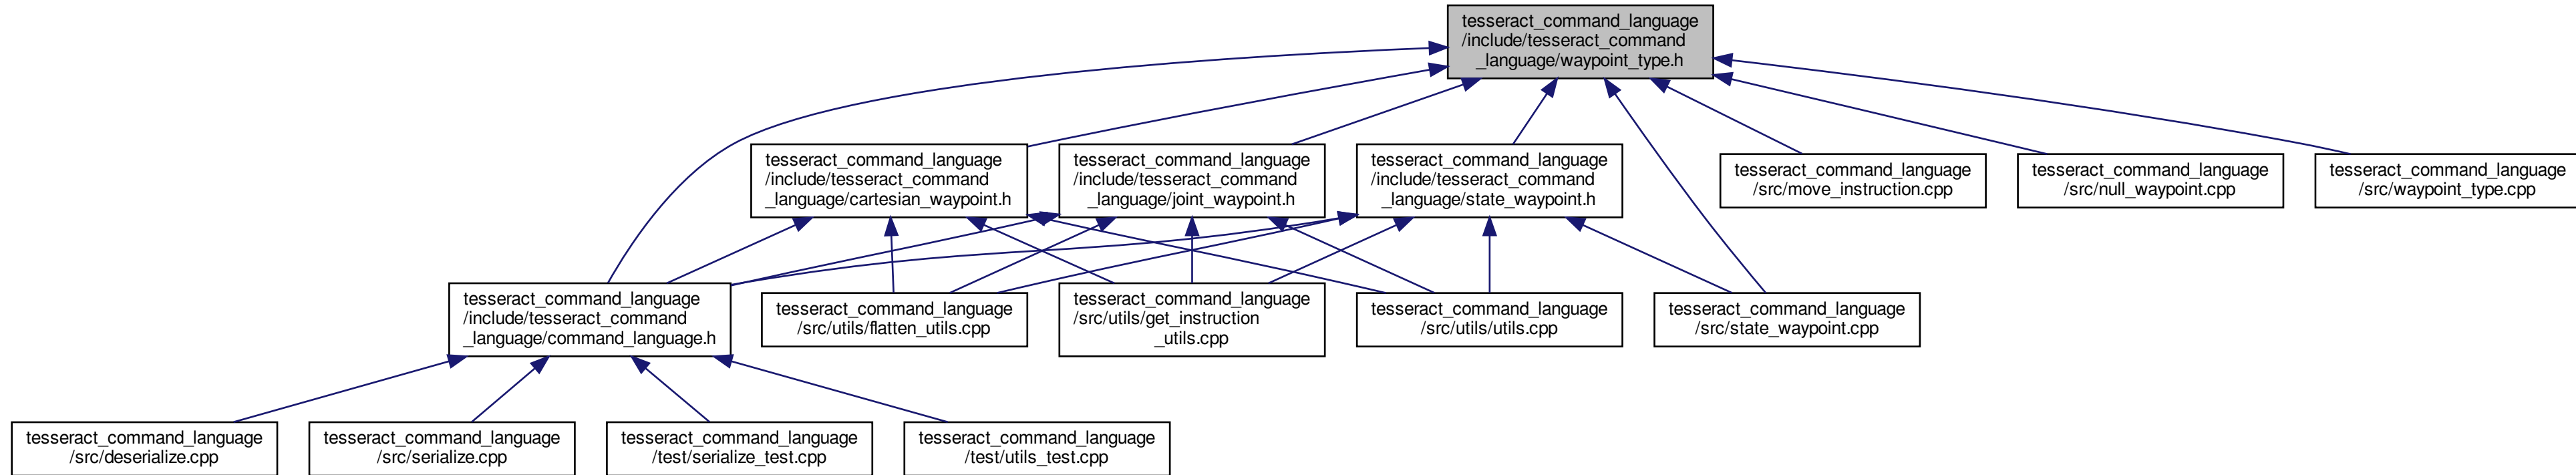 tesseract_command_language
/include/tesseract_command
_language/waypoint_type.h
tesseract_command_language
/include/tesseract_command
_language/cartesian_waypoint.h
tesseract_command_language
/include/tesseract_command
_language/joint_waypoint.h
tesseract_command_language
/include/tesseract_command
_language/state_waypoint.h
tesseract_command_language
/src/move_instruction.cpp
tesseract_command_language
/src/null_waypoint.cpp
tesseract_command_language
/src/waypoint_type.cpp
tesseract_command_language
/include/tesseract_command
_language/command_language.h
tesseract_command_language
/src/utils/flatten_utils.cpp
tesseract_command_language
/src/utils/get_instruction
_utils.cpp
tesseract_command_language
/src/utils/utils.cpp
tesseract_command_language
/src/state_waypoint.cpp
tesseract_command_language
/src/deserialize.cpp
tesseract_command_language
/src/serialize.cpp
tesseract_command_language
/test/serialize_test.cpp
tesseract_command_language
/test/utils_test.cpp